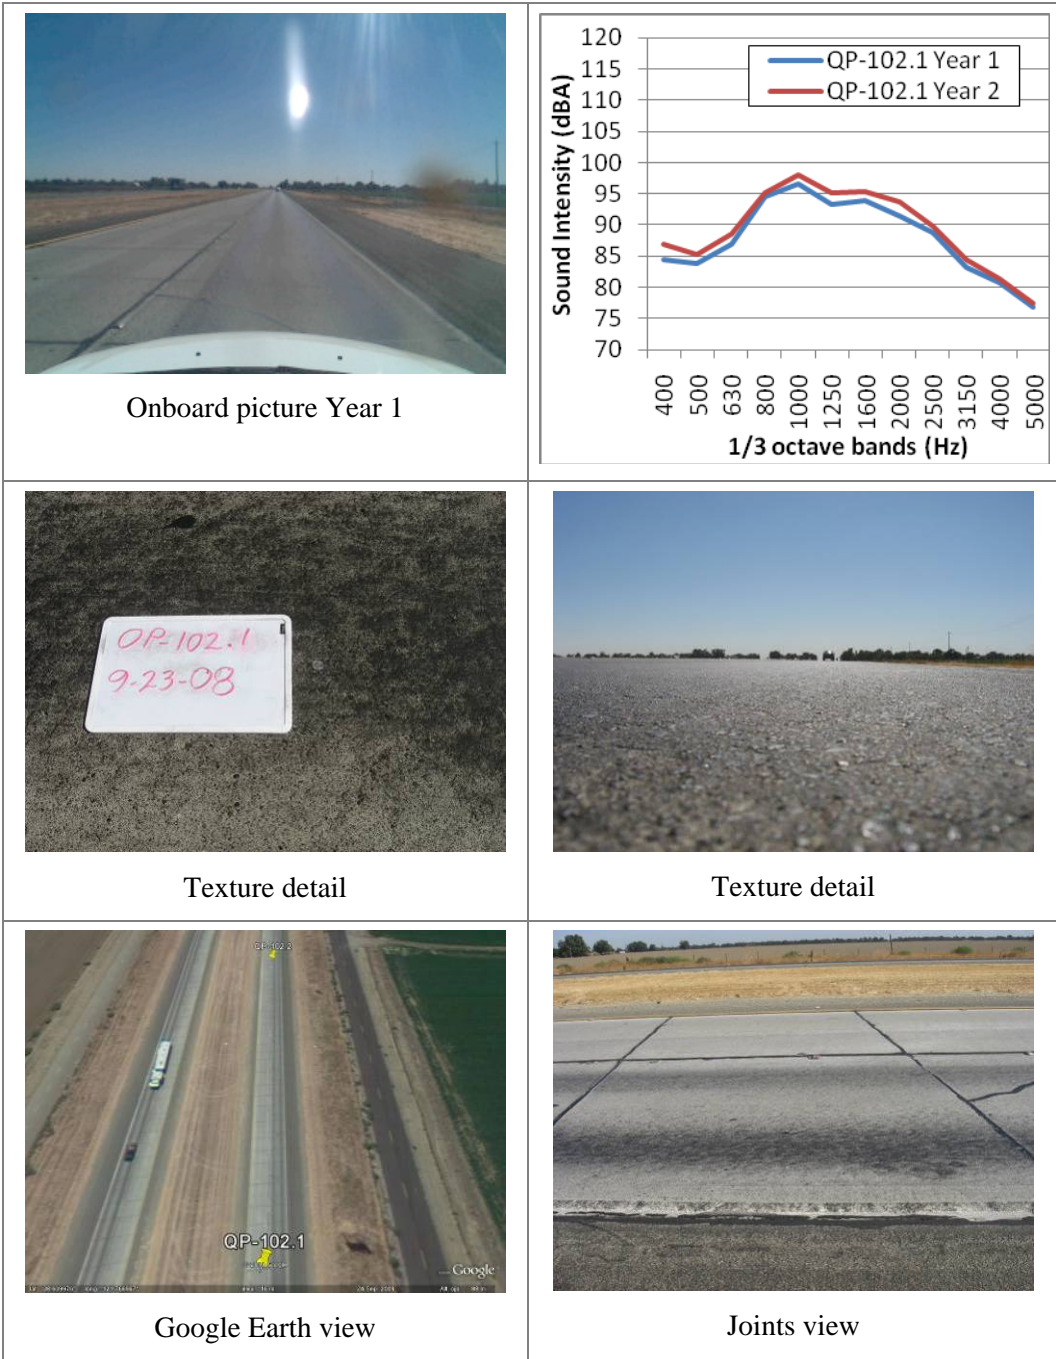 Onboard picture Year 1
120
115
110
105
100
95
90
85
80
75
70
Sound Intensity (dBA)
QP-102.1 Year 1
QP-102.1 Year 2
400
500
630
800
1000
1250
1600
2000
2500
3150
4000
5000
1/3 octave bands (Hz)
QP-102.1
9-23-08
Texture detail
Texture detail
QP-102.2
QP-102.1
Google
Google Earth view
Joints view